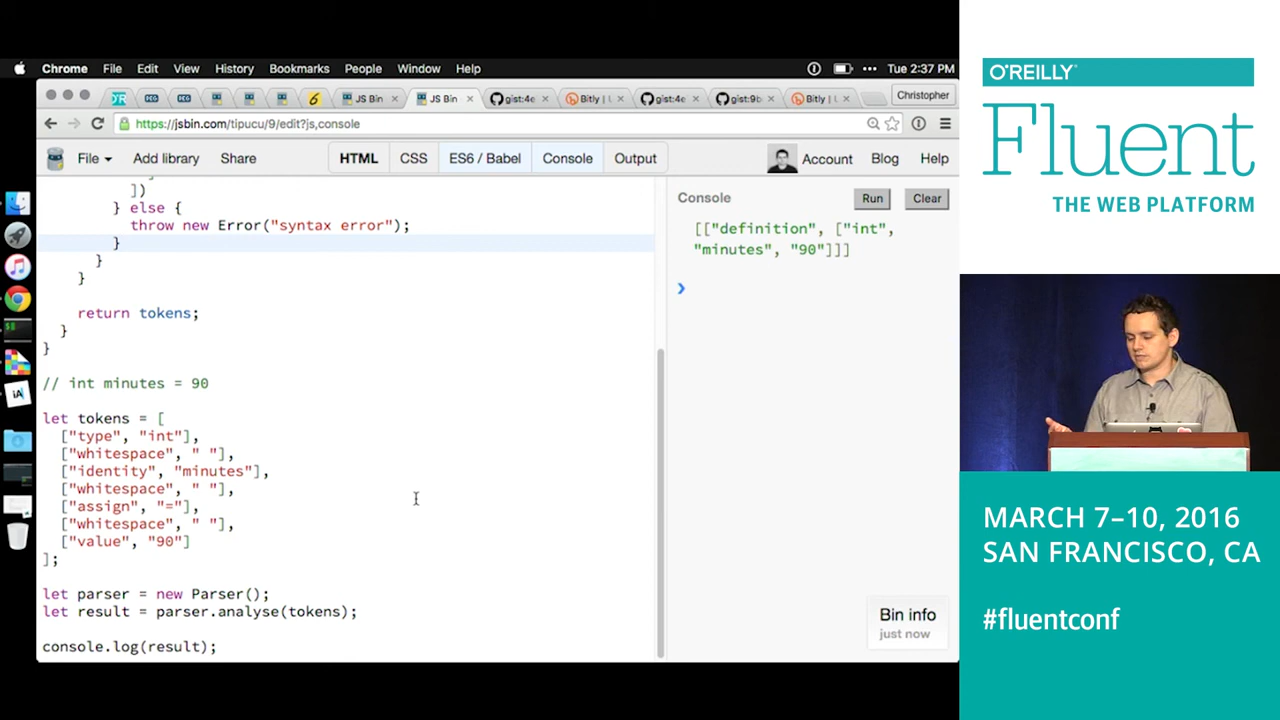 Chrome File Edit View History Bookmarks People Window Help Tue 2:37 PM
JS Bin JS Bin gist:4e Bitly | L gist:4e gist:9b Bitly | L Christopher
https://jsbin.com/tipucu/9/edit?js,console
File Add library Share HTML CSS ES6 / Babel Console Output Account Blog Help
])
} else {
throw new Error("syntax error");
}
}
}
return tokens;
}
}
// int minutes = 90
let tokens = [
["type", "int"],
["whitespace", " "],
["identity", "minutes"],
["whitespace", " "],
["assign", "="],
["whitespace", " "],
["value", "90"]
];
let parser = new Parser();
let result = parser.analyse(tokens);
console.log(result);
Console Run Clear
[["definition", ["int",
"minutes", "90"]]]
Bin info
just now
O'REILLY®
Fluent
THE WEB PLATFORM
MARCH 7–10, 2016
SAN FRANCISCO, CA
#fluentconf